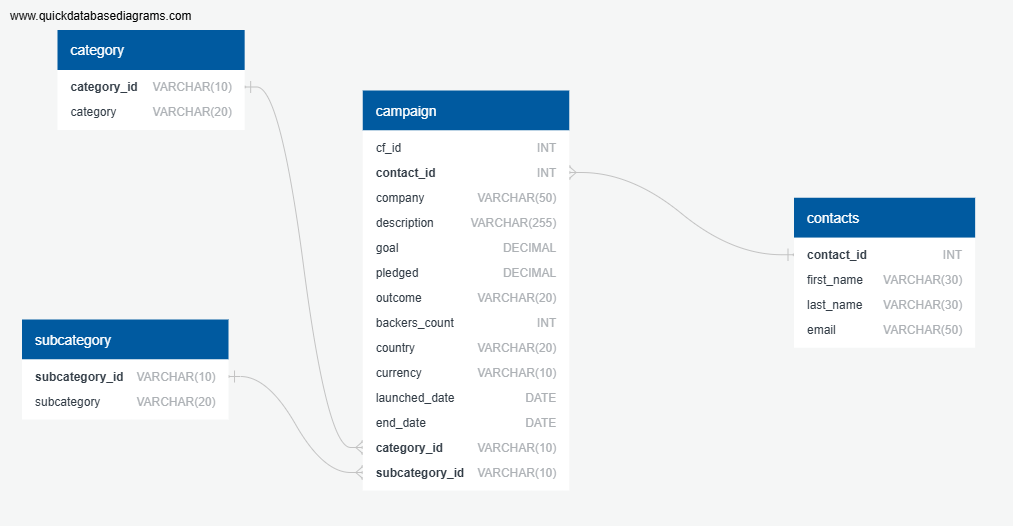 www.quickdatabasediagrams.com
category
category_id VARCHAR(10)
category VARCHAR(20)
subcategory
subcategory_id VARCHAR(10)
subcategory VARCHAR(20)
campaign
cf_id INT
contact_id INT
company VARCHAR(50)
description VARCHAR(255)
goal DECIMAL
pledged DECIMAL
outcome VARCHAR(20)
backers_count INT
country VARCHAR(20)
currency VARCHAR(10)
launched_date DATE
end_date DATE
category_id VARCHAR(10)
subcategory_id VARCHAR(10)
contacts
contact_id INT
first_name VARCHAR(30)
last_name VARCHAR(30)
email VARCHAR(50)